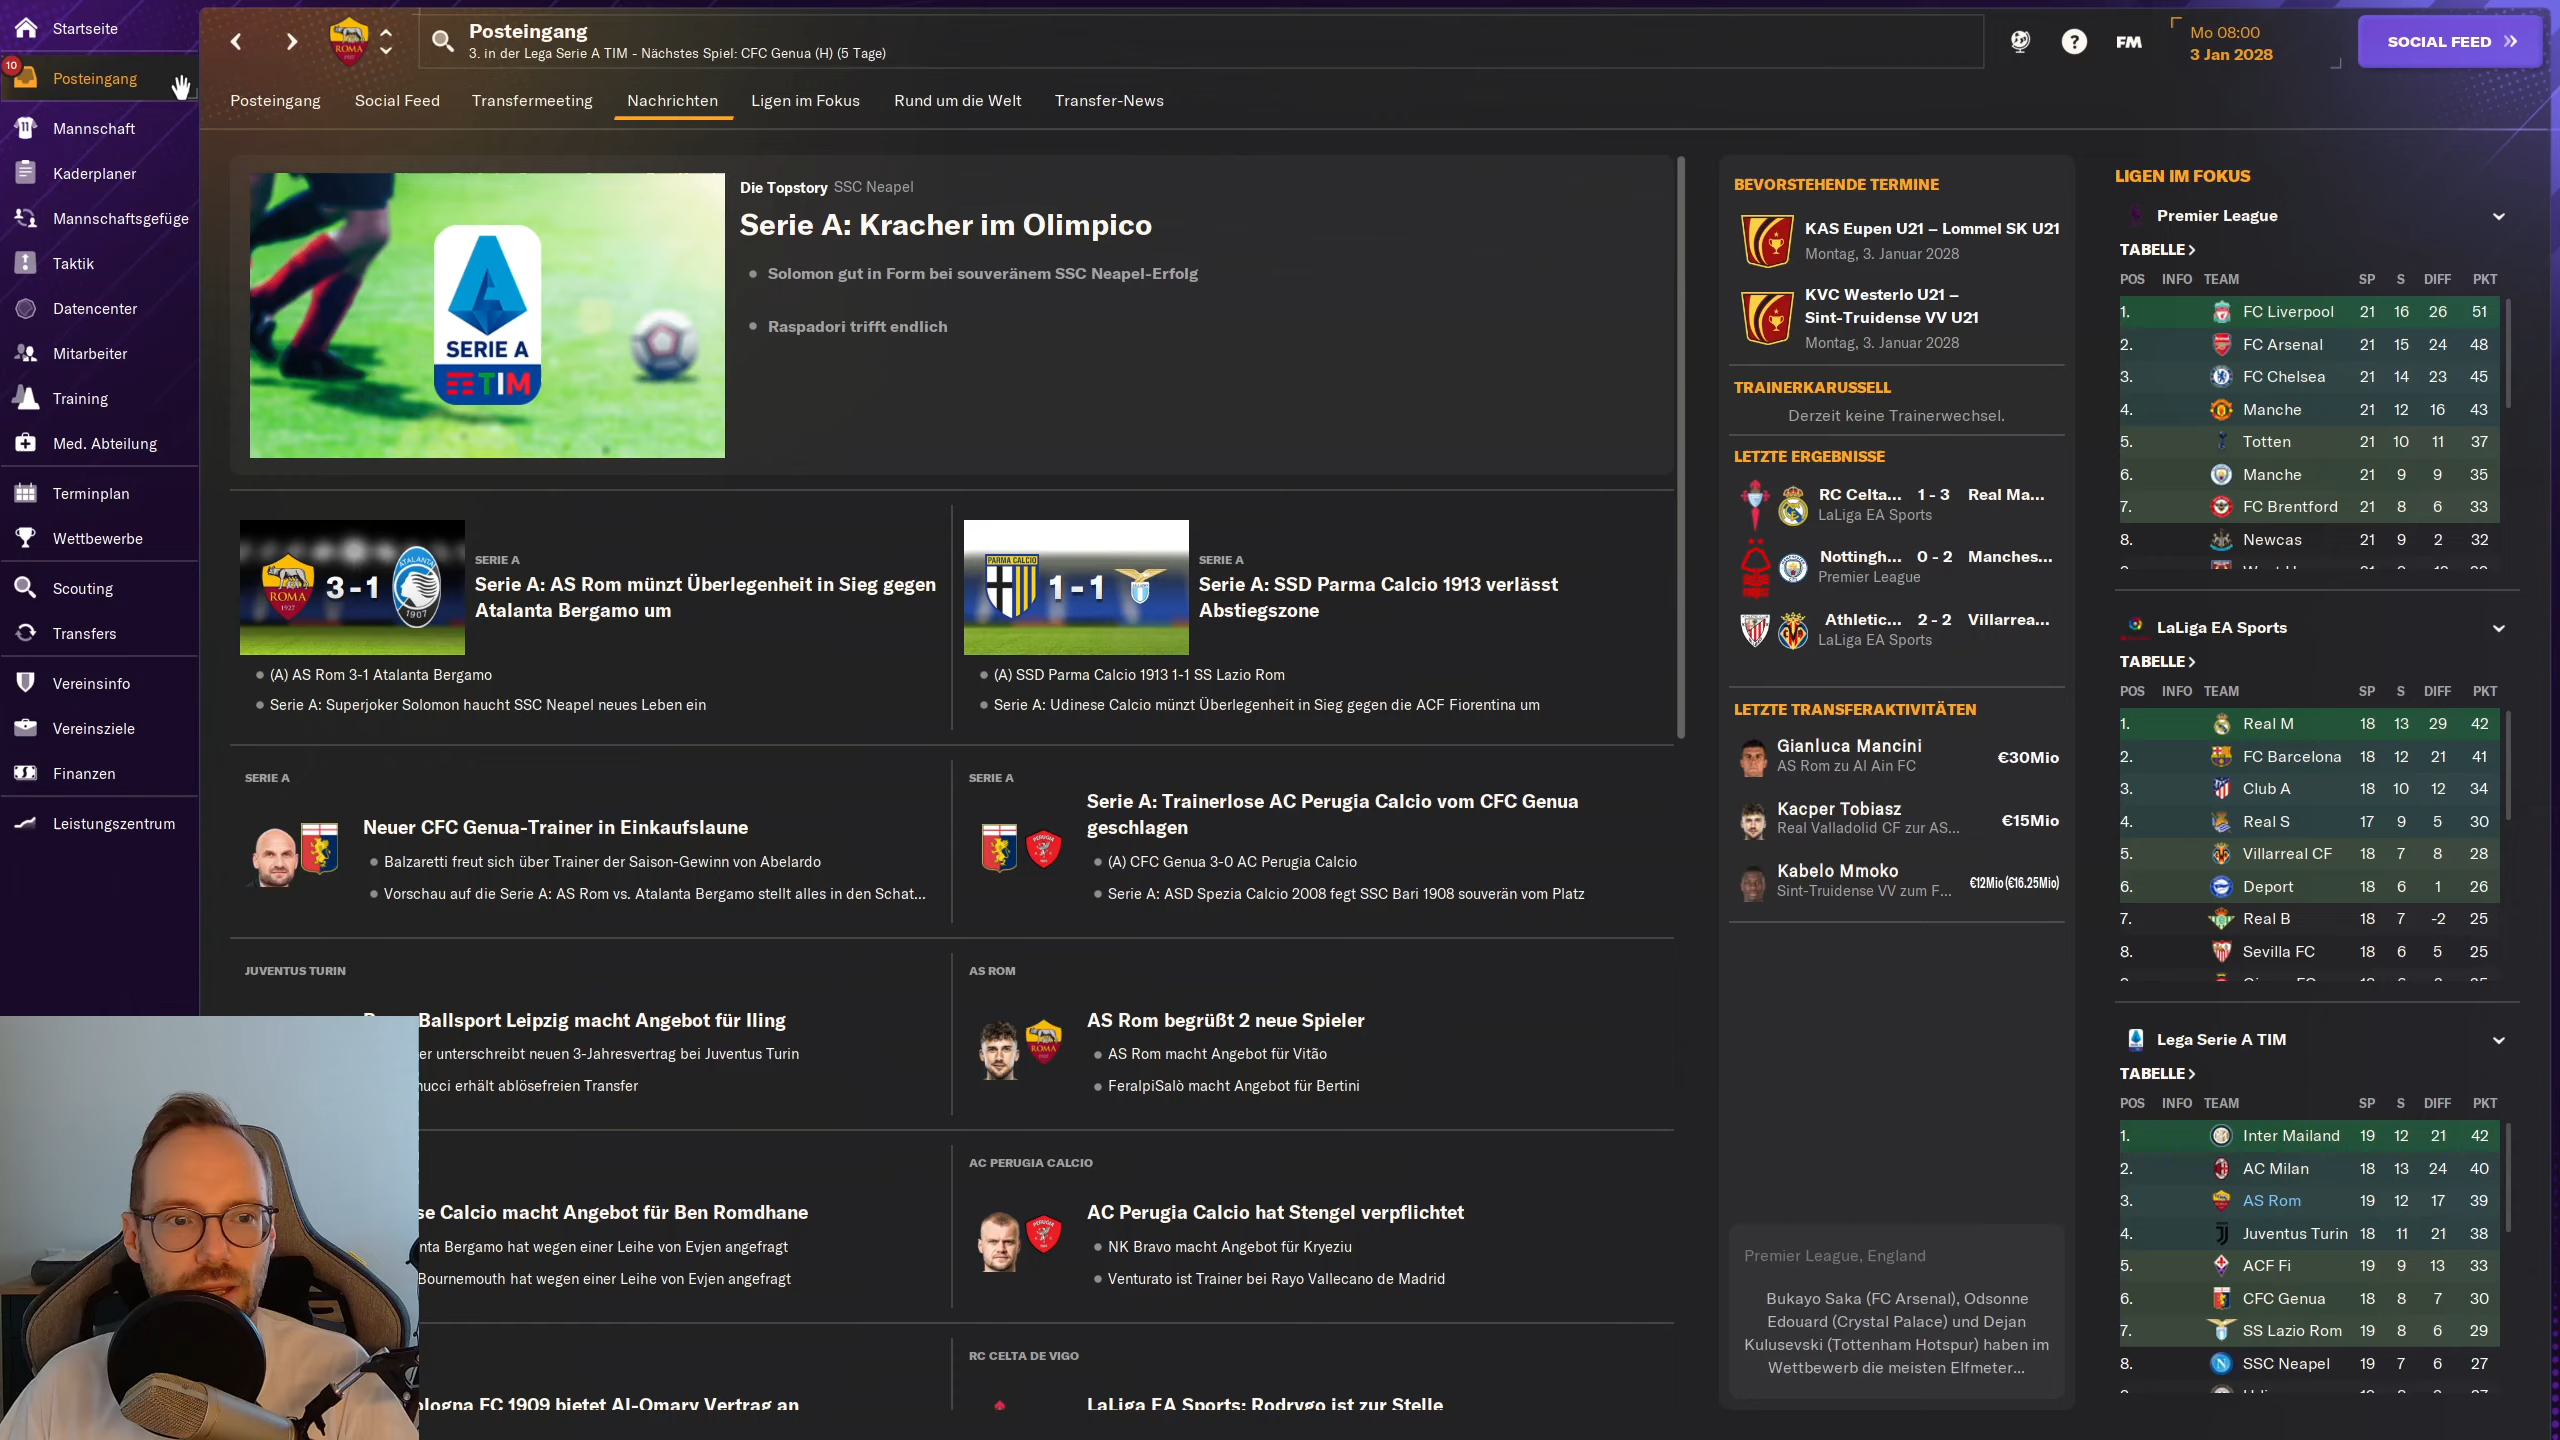 Startseite
10
Posteingang
Mannschaft
Kaderplaner
Mannschaftsgefüge
Taktik
Datencenter
Mitarbeiter
Training
Med. Abteilung
Terminplan
Wettbewerbe
Scouting
Transfers
Vereinsinfo
Vereinsziele
Finanzen
Leistungszentrum
Posteingang
3. in der Lega Serie A TIM - Nächstes Spiel: CFC Genua (H) (5 Tage)
? FM
Mo 08:00
3 Jan 2028
SOCIAL FEED
Posteingang Social Feed Transfermeeting Nachrichten Ligen im Fokus Rund um die Welt Transfer-News
SERIE A
TIM
Die Topstory SSC Neapel
Serie A: Kracher im Olimpico
Solomon gut in Form bei souveränem SSC Neapel-Erfolg
Raspadori trifft endlich
ROMA 1927 3-1 ATALANTA 1907
SERIE A
Serie A: AS Rom münzt Überlegenheit in Sieg gegen
Atalanta Bergamo um
(A) AS Rom 3-1 Atalanta Bergamo
Serie A: Superjoker Solomon haucht SSC Neapel neues Leben ein
PARMA CALCIO 1-1
SERIE A
Serie A: SSD Parma Calcio 1913 verlässt
Abstiegszone
(A) SSD Parma Calcio 1913 1-1 SS Lazio Rom
Serie A: Udinese Calcio münzt Überlegenheit in Sieg gegen die ACF Fiorentina um
SERIE A
Neuer CFC Genua-Trainer in Einkaufslaune
Balzaretti freut sich über Trainer der Saison-Gewinn von Abelardo
Vorschau auf die Serie A: AS Rom vs. Atalanta Bergamo stellt alles in den Schat...
SERIE A
Serie A: Trainerlose AC Perugia Calcio vom CFC Genua
geschlagen
(A) CFC Genua 3-0 AC Perugia Calcio
Serie A: ASD Spezia Calcio 2008 fegt SSC Bari 1908 souverän vom Platz
JUVENTUS TURIN
Ballsport Leipzig macht Angebot für Iling
er unterschreibt neuen 3-Jahresvertrag bei Juventus Turin
nucci erhält ablösefreien Transfer
AS ROM
AS Rom begrüßt 2 neue Spieler
AS Rom macht Angebot für Vitão
FeralpiSalò macht Angebot für Bertini
se Calcio macht Angebot für Ben Romdhane
nta Bergamo hat wegen einer Leihe von Evjen angefragt
Bournemouth hat wegen einer Leihe von Evjen angefragt
AC PERUGIA CALCIO
AC Perugia Calcio hat Stengel verpflichtet
NK Bravo macht Angebot für Kryeziu
Venturato ist Trainer bei Rayo Vallecano de Madrid
ologna FC 1909 bietet Al-Omary Vertrag an
RC CELTA DE VIGO
LaLiga EA Sports: Rodrygo ist zur Stelle
BEVORSTEHENDE TERMINE
KAS Eupen U21 – Lommel SK U21
Montag, 3. Januar 2028
KVC Westerlo U21 –
Sint-Truidense VV U21
Montag, 3. Januar 2028
TRAINERKARUSSELL
Derzeit keine Trainerwechsel.
LETZTE ERGEBNISSE
RC Celta... 1 - 3 Real Ma...
LaLiga EA Sports
Nottingh... 0 - 2 Manches...
Premier League
Athletic... 2 - 2 Villarrea...
LaLiga EA Sports
LETZTE TRANSFERAKTIVITÄTEN
Gianluca Mancini
AS Rom zu Al Ain FC
€30Mio
Kacper Tobiasz
Real Valladolid CF zur AS...
€15Mio
Kabelo Mmoko
Sint-Truidense VV zum F...
€12Mio (€16.25Mio)
Premier League, England
Bukayo Saka (FC Arsenal), Odsonne
Edouard (Crystal Palace) und Dejan
Kulusevski (Tottenham Hotspur) haben im
Wettbewerb die meisten Elfmeter...
LIGEN IM FOKUS
Premier League
TABELLE
POS INFO TEAM SP S DIFF PKT
1. FC Liverpool 21 16 26 51
2. FC Arsenal 21 15 24 48
3. FC Chelsea 21 14 23 45
4. Manche 21 12 16 43
5. Totten 21 10 11 37
6. Manche 21 9 9 35
7. FC Brentford 21 8 6 33
8. Newcas 21 9 2 32
LaLiga EA Sports
TABELLE
POS INFO TEAM SP S DIFF PKT
1. Real M 18 13 29 42
2. FC Barcelona 18 12 21 41
3. Club A 18 10 12 34
4. Real S 17 9 5 30
5. Villarreal CF 18 7 8 28
6. Deport 18 6 1 26
7. Real B 18 7 -2 25
8. Sevilla FC 18 6 5 25
Lega Serie A TIM
TABELLE
POS INFO TEAM SP S DIFF PKT
1. Inter Mailand 19 12 21 42
2. AC Milan 18 13 24 40
3. AS Rom 19 12 17 39
4. Juventus Turin 18 11 21 38
5. ACF Fi 19 9 13 33
6. CFC Genua 18 8 7 30
7. SS Lazio Rom 19 8 6 29
8. SSC Neapel 19 7 6 27